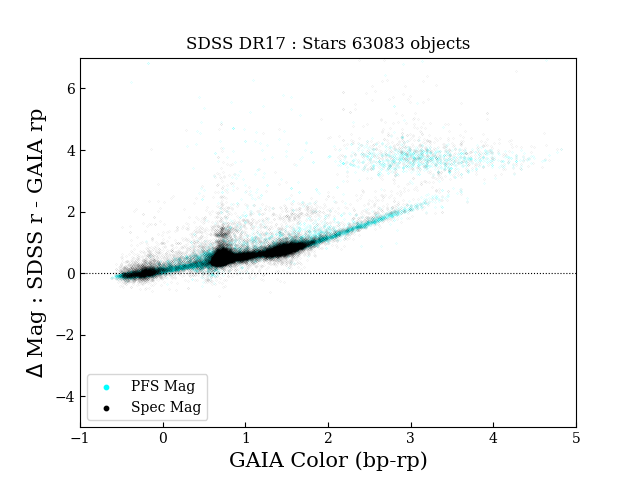 SDSS DR17 : Stars 63083 objects
6
4
2
0
−2
−4
Δ Mag : SDSS r - GAIA rp
PFS Mag
Spec Mag
−1 0 1 2 3 4 5
GAIA Color (bp-rp)